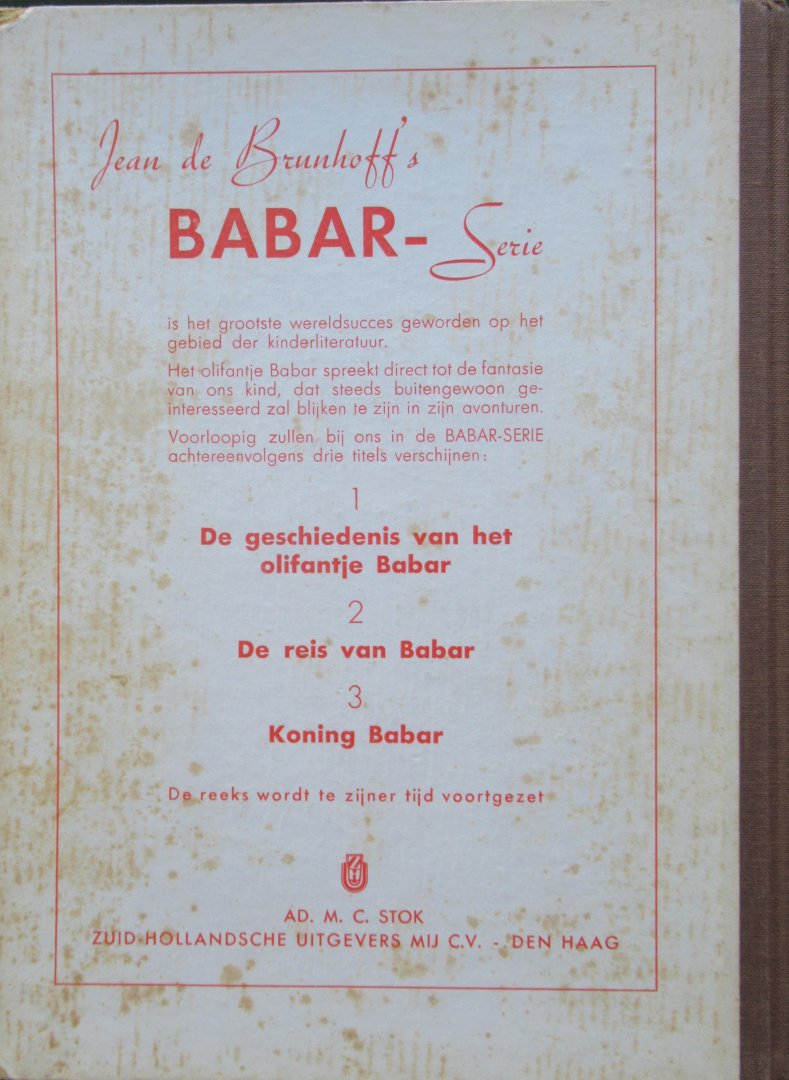 Jean de Brunhoff's
BABAR- Serie
is het grootste wereldsucces geworden op het
gebied der kinderliteratuur.
Het olifantje Babar spreekt direct tot de fantasie
van ons kind, dat steeds buitengewoon ge-
interesseerd zal blijken te zijn in zijn avonturen.
Voorloopig zullen bij ons in de BABAR-SERIE
achtereenvolgens drie titels verschijnen:
1
De geschiedenis van het
olifantje Babar
2
De reis van Babar
3
Koning Babar
De reeks wordt te zijner tijd voortgezet
AD. M. C. STOK
ZUID-HOLLANDSCHE UITGEVERS MIJ C.V. - DEN HAAG